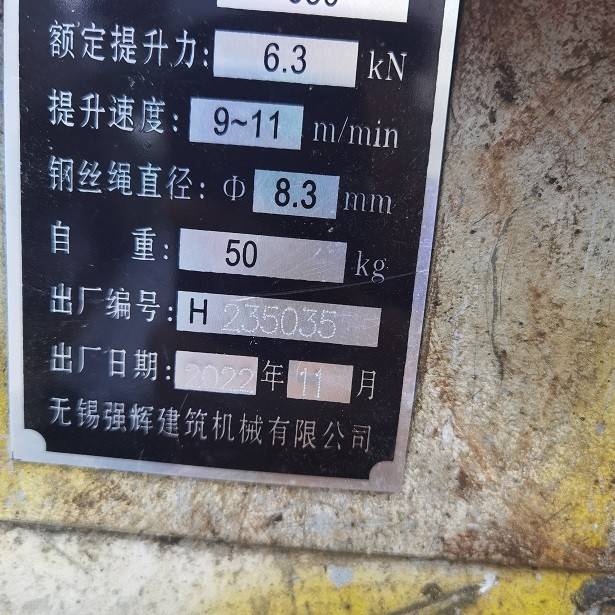 额定提升力: 6.3 kN
提升速度: 9~11 m/min
钢丝绳直径: Φ 8.3 mm
自 重: 50 kg
出厂编号: H 235035
出厂日期: 2022 年 11 月
无锡强辉建筑机械有限公司